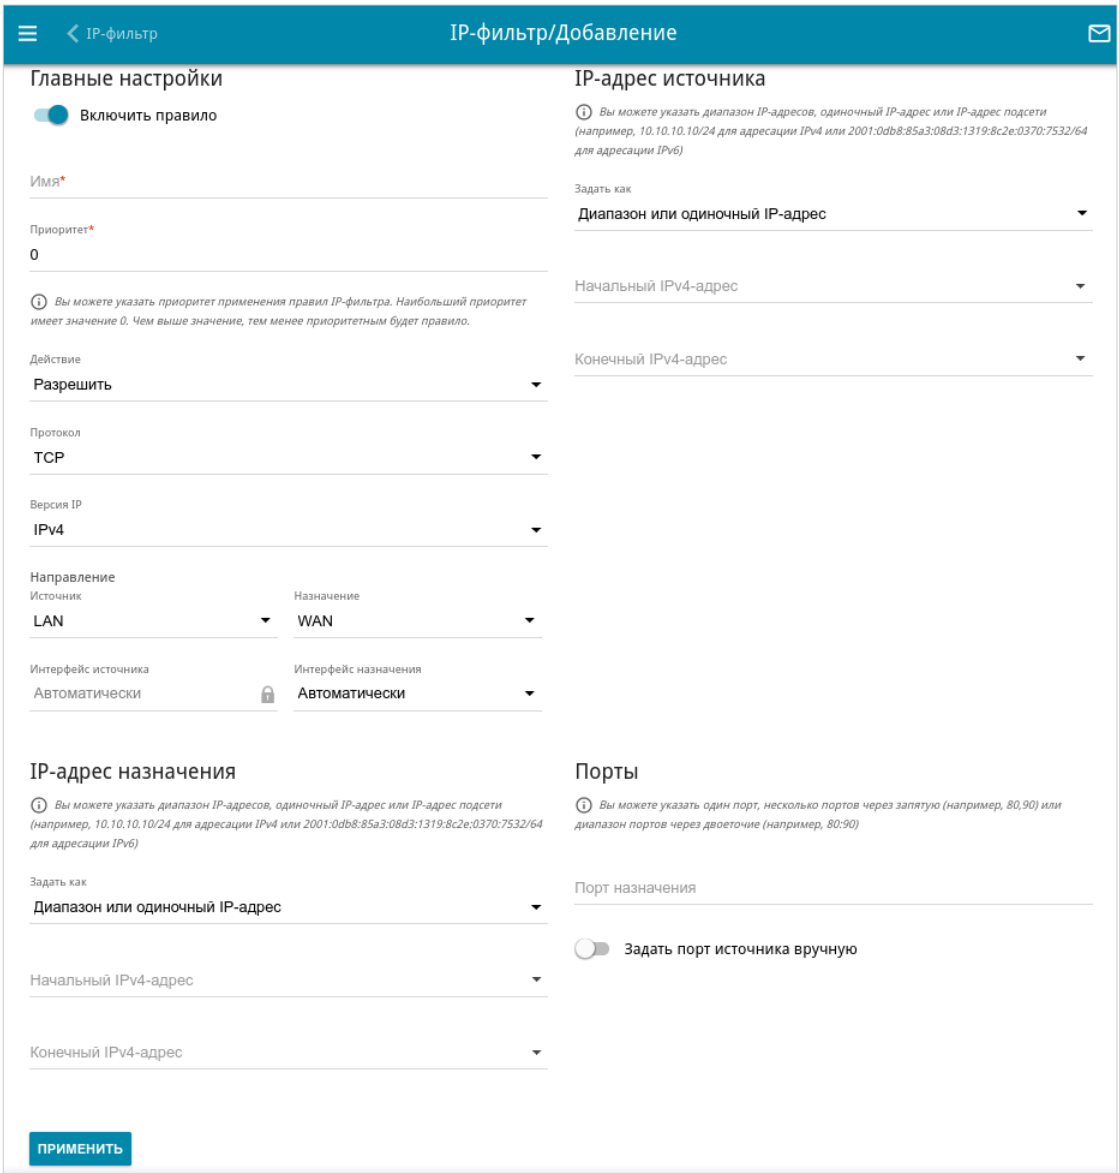 IP-фильтр
IP-фильтр/Добавление
Главные настройки
Включить правило
Имя*
Приоритет*
0
Вы можете указать приоритет применения правил IP-фильтра. Наибольший приоритет
имеет значение 0. Чем выше значение, тем менее приоритетным будет правило.
Действие
Разрешить
Протокол
TCP
Версия IP
IPv4
Направление
Источник
LAN
Назначение
WAN
Интерфейс источника
Автоматически
Интерфейс назначения
Автоматически
IP-адрес источника
Вы можете указать диапазон IP-адресов, одиночный IP-адрес или IP-адрес подсети
(например, 10.10.10.10/24 для адресации IPv4 или 2001:0db8:85a3:08d3:1319:8c2e:0370:7532/64
для адресации IPv6)
Задать как
Диапазон или одиночный IP-адрес
Начальный IPv4-адрес
Конечный IPv4-адрес
IP-адрес назначения
Вы можете указать диапазон IP-адресов, одиночный IP-адрес или IP-адрес подсети
(например, 10.10.10.10/24 для адресации IPv4 или 2001:0db8:85a3:08d3:1319:8c2e:0370:7532/64
для адресации IPv6)
Задать как
Диапазон или одиночный IP-адрес
Начальный IPv4-адрес
Конечный IPv4-адрес
Порты
Вы можете указать один порт, несколько портов через запятую (например, 80,90) или
диапазон портов через двоеточие (например, 80:90)
Порт назначения
Задать порт источника вручную
ПРИМЕНИТЬ